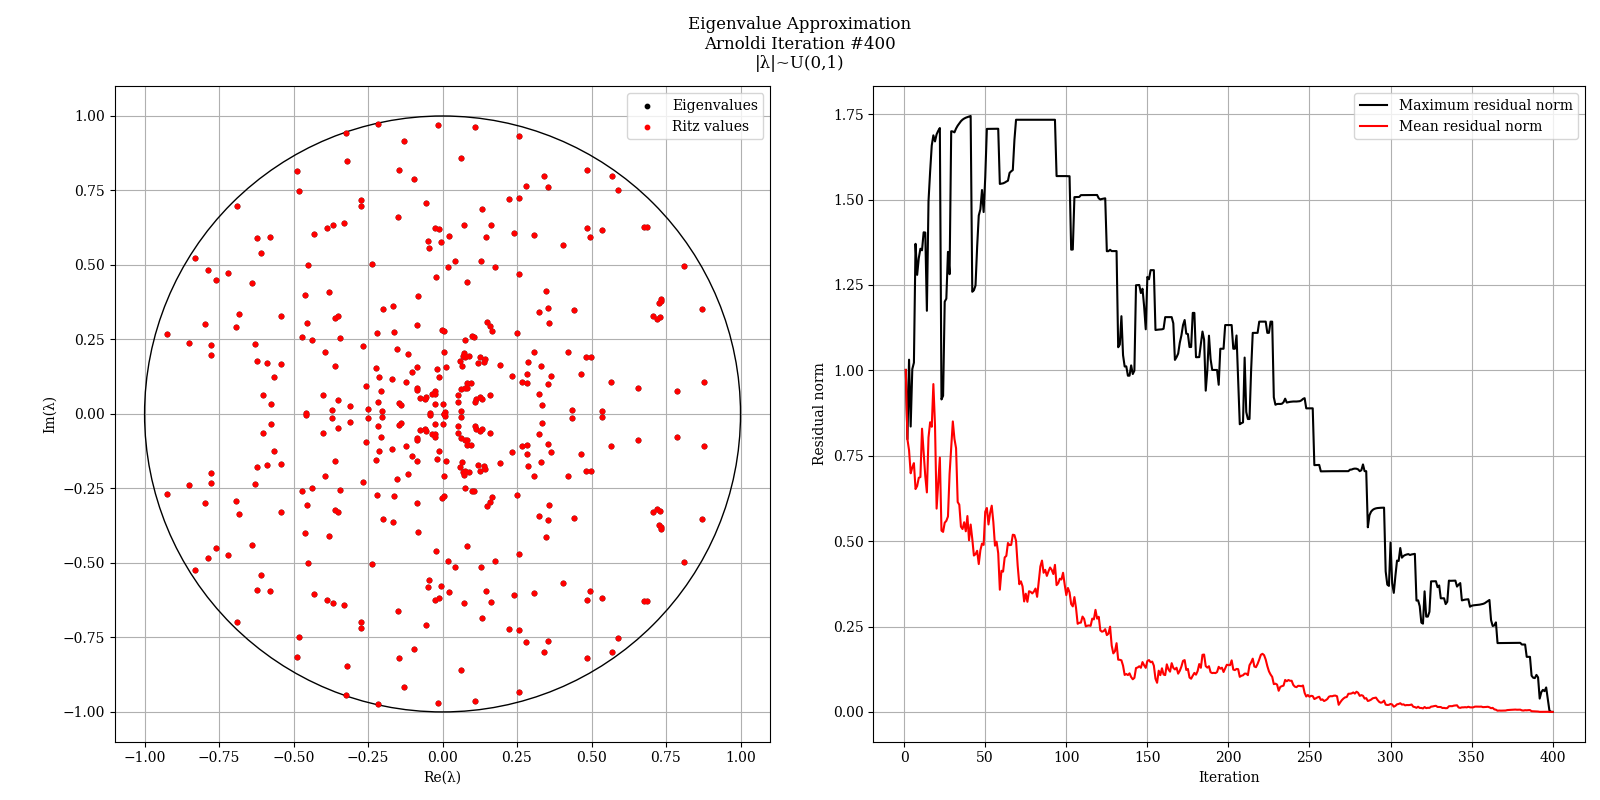 Eigenvalue Approximation
Arnoldi Iteration #400
|λ|~U(0,1)
Eigenvalues
Ritz values
1.00
0.75
0.50
0.25
0.00
−0.25
−0.50
−0.75
−1.00
Im(λ)
−1.00 −0.75 −0.50 −0.25 0.00 0.25 0.50 0.75 1.00
Re(λ)
Maximum residual norm
Mean residual norm
1.75
1.50
1.25
1.00
0.75
0.50
0.25
0.00
Residual norm
0 50 100 150 200 250 300 350 400
Iteration